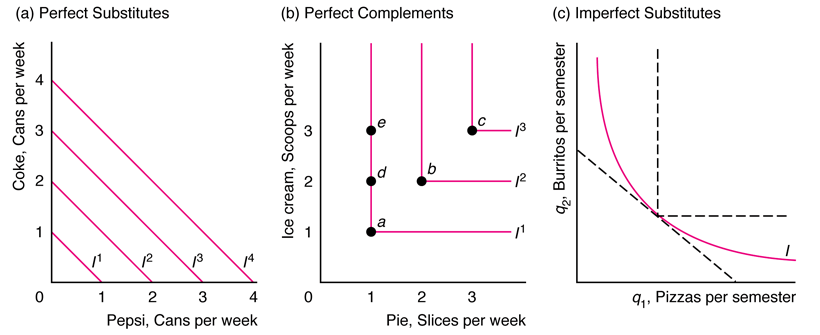 (a) Perfect Substitutes
Coke, Cans per week
4
3
2
1
0
I1
I2
I3
I4
1
2
3
4
Pepsi, Cans per week
(b) Perfect Complements
Ice cream, Scoops per week
3
2
1
0
e
d
a
b
c
I3
I2
I1
1
2
3
Pie, Slices per week
(c) Imperfect Substitutes
q2, Burritos per semester
I
q1, Pizzas per semester